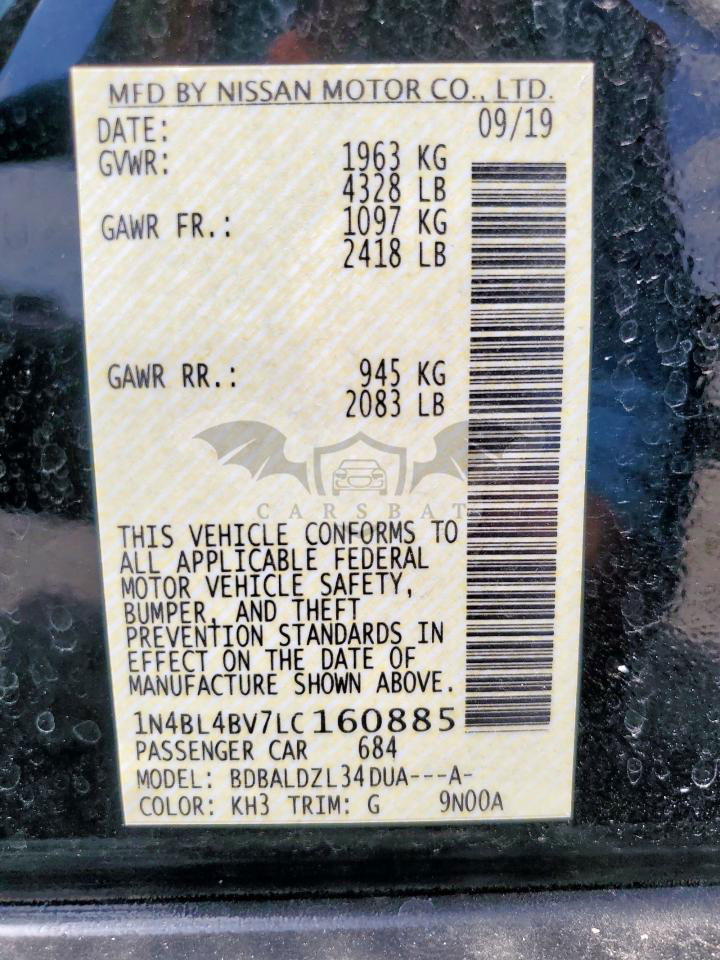 MFD BY NISSAN MOTOR CO., LTD.
DATE: 09/19
GVWR: 1963 KG
4328 LB
GAWR FR.: 1097 KG
2418 LB
GAWR RR.: 945 KG
2083 LB
CARSBAT
THIS VEHICLE CONFORMS TO
ALL APPLICABLE FEDERAL
MOTOR VEHICLE SAFETY,
BUMPER, AND THEFT
PREVENTION STANDARDS IN
EFFECT ON THE DATE OF
MANUFACTURE SHOWN ABOVE.
1N4BL4BV7LC160885
PASSENGER CAR 684
MODEL: BDBALDZL34DUA---A-
COLOR: KH3 TRIM: G 9N00A